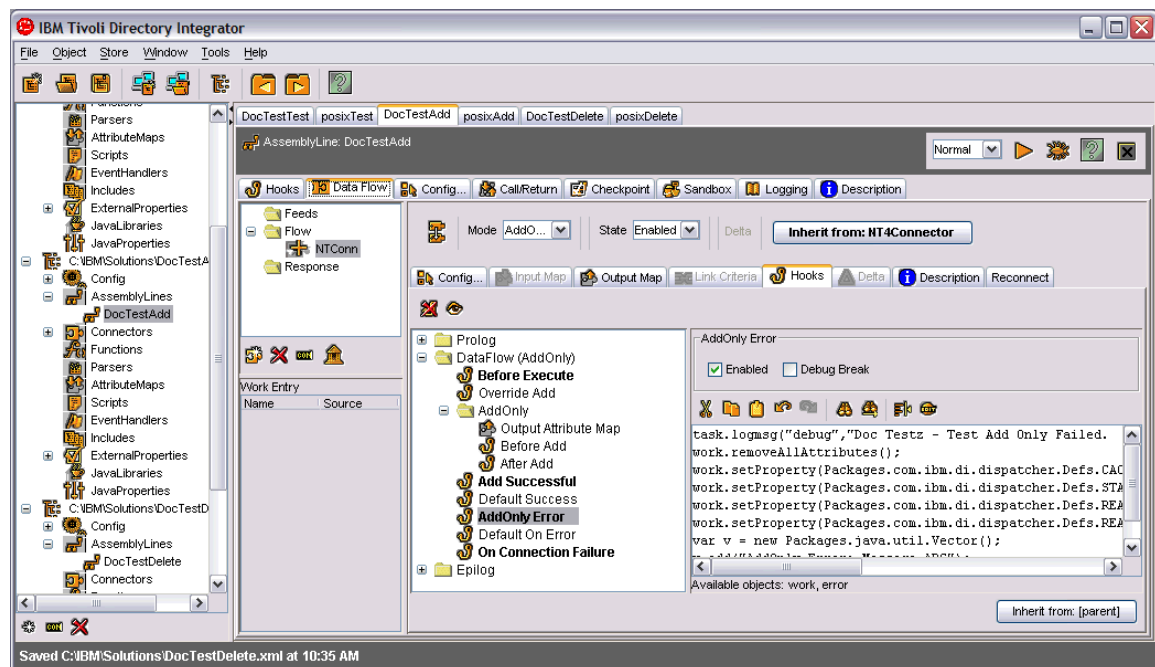 IBM Tivoli Directory Integrator
File Object Store Window Tools Help
DocTestTest posixTest DocTestAdd posixAdd DocTestDelete posixDelete
AssemblyLine: DocTestAdd
Normal
Hooks Data Flow Config... Call/Return Checkpoint Sandbox Logging Description
Functions
Parsers
AttributeMaps
Scripts
EventHandlers
Includes
ExternalProperties
JavaLibraries
JavaProperties
C:\IBM\Solutions\DocTestA
Config
AssemblyLines
DocTestAdd
Connectors
Functions
Parsers
AttributeMaps
Scripts
EventHandlers
Includes
ExternalProperties
JavaLibraries
JavaProperties
C:\IBM\Solutions\DocTestD
Config
AssemblyLines
DocTestDelete
Connectors
Feeds
Flow
NTConn
Response
Work Entry
Name Source
Mode AddO... State Enabled Delta Inherit from: NT4Connector
Config... Input Map Output Map Link Criteria Hooks Delta Description Reconnect
Prolog
DataFlow (AddOnly)
Before Execute
Override Add
AddOnly
Output Attribute Map
Before Add
After Add
Add Successful
Default Success
AddOnly Error
Default On Error
On Connection Failure
Epilog
AddOnly Error
Enabled Debug Break
task.logmsg("debug","Doc Testz - Test Add Only Failed.
work.removeAllAttributes();
work.setProperty(Packages.com.ibm.di.dispatcher.Defs.CAC
work.setProperty(Packages.com.ibm.di.dispatcher.Defs.STA
work.setProperty(Packages.com.ibm.di.dispatcher.Defs.REA
work.setProperty(Packages.com.ibm.di.dispatcher.Defs.REA
var v = new Packages.java.util.Vector();
Available objects: work, error
Inherit from: [parent]
Saved C:\IBM\Solutions\DocTestDelete.xml at 10:35 AM